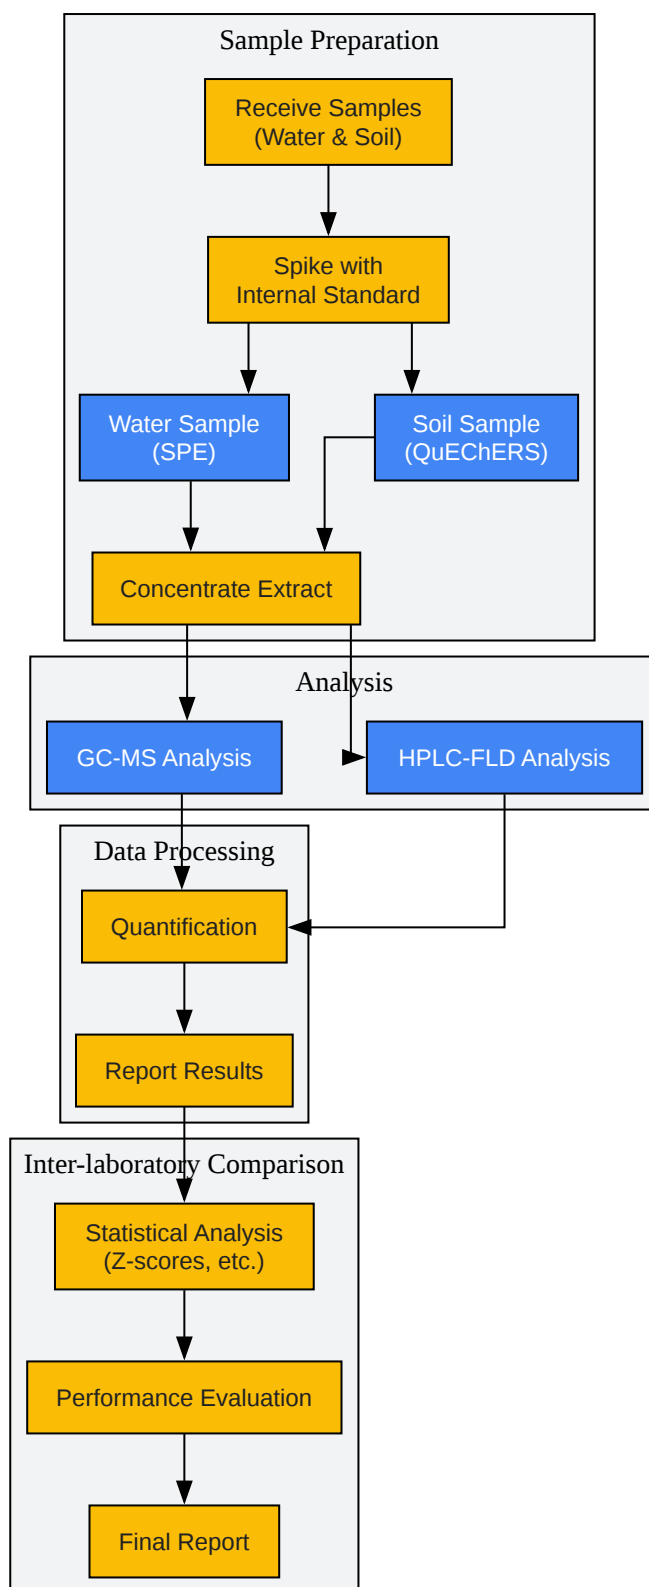 Sample Preparation
Receive Samples
(Water & Soil)
Spike with
Internal Standard
Water Sample
(SPE)
Soil Sample
(QuEChERS)
Concentrate Extract
Analysis
GC-MS Analysis
HPLC-FLD Analysis
Data Processing
Quantification
Report Results
Inter-laboratory Comparison
Statistical Analysis
(Z-scores, etc.)
Performance Evaluation
Final Report